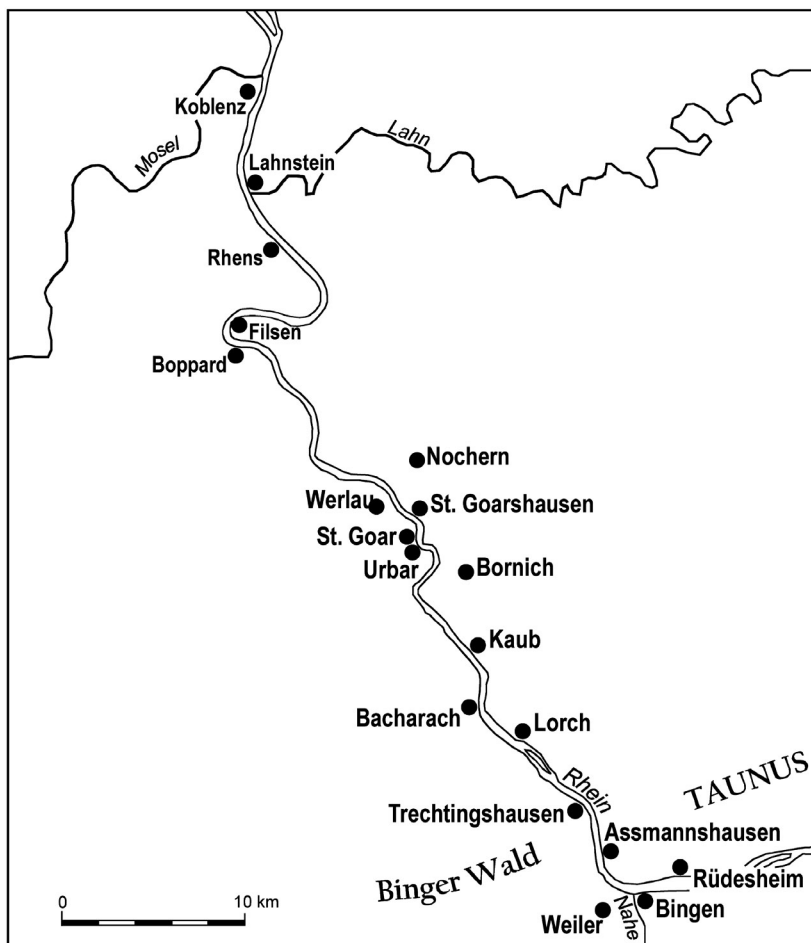 Koblenz
Mosel
Lahn
Lahnstein
Rhens
Filsen
Boppard
Nochern
Werlau
St. Goarshausen
St. Goar
Urbar
Bornich
Kaub
Bacharach
Lorch
Rhein
TAUNUS
Trechtingshausen
Assmannshausen
Binger Wald
Rüdesheim
Bingen
Weiler
Nahe
0 10 km